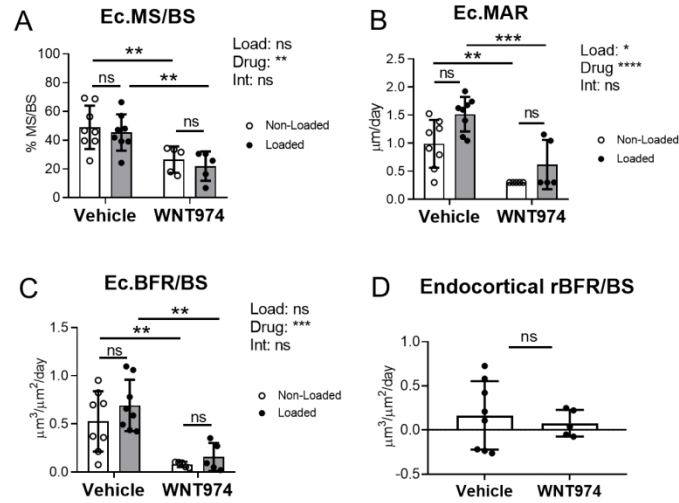 A
Ec.MS/BS
% MS/BS
100
80
60
40
20
0
**
ns
**
ns
Load: ns
Drug: **
Int: ns
Non-Loaded
Loaded
Vehicle
WNT974
B
Ec.MAR
μm/day
2.5
2.0
1.5
1.0
0.5
0.0
***
**
ns
ns
Load: *
Drug ****
Int: ns
Non-Loaded
Loaded
Vehicle
WNT974
C
Ec.BFR/BS
μm³/μm²/day
1.5
1.0
0.5
0.0
**
**
ns
ns
Load: ns
Drug: ***
Int: ns
Non-Loaded
Loaded
Vehicle
WNT974
D
Endocortical rBFR/BS
μm³/μm²/day
1.0
0.5
0.0
-0.5
ns
Vehicle
WNT974